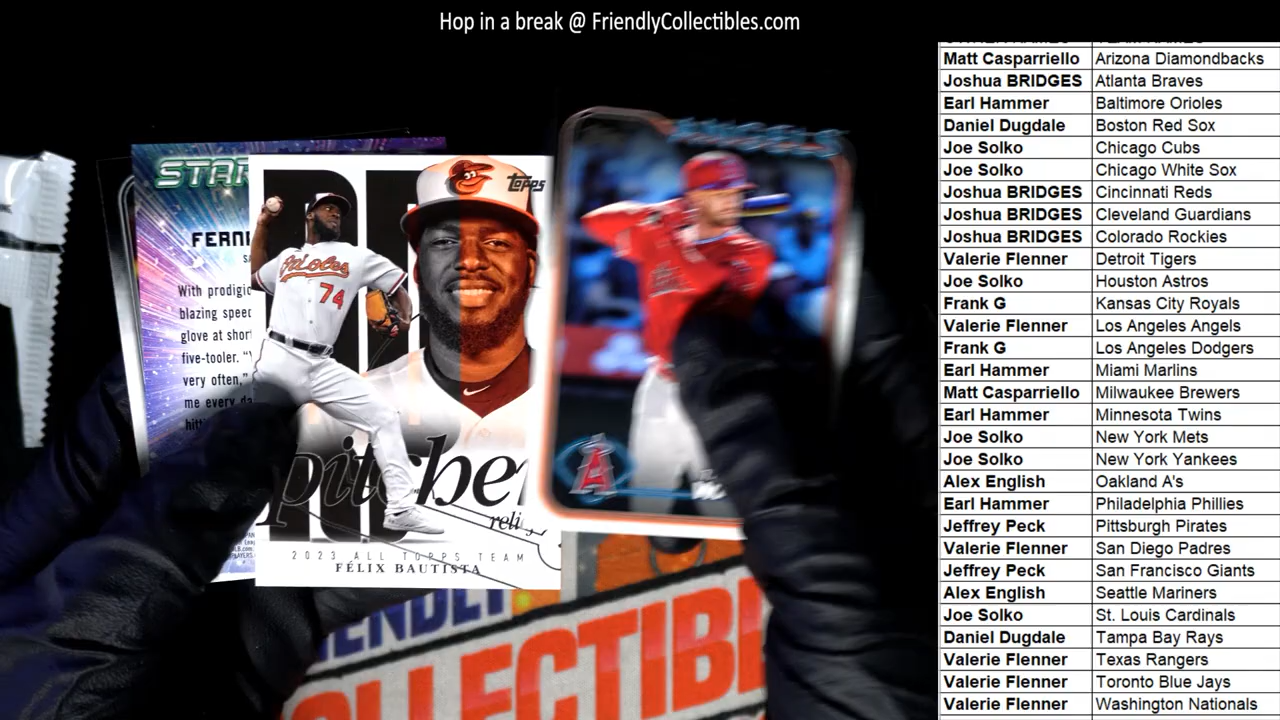 Hop in a break @ FriendlyCollectibles.com
Matt Casparriello Arizona Diamondbacks
Joshua BRIDGES Atlanta Braves
Earl Hammer Baltimore Orioles
Daniel Dugdale Boston Red Sox
Joe Solko Chicago Cubs
Joe Solko Chicago White Sox
Joshua BRIDGES Cincinnati Reds
Joshua BRIDGES Cleveland Guardians
Joshua BRIDGES Colorado Rockies
Valerie Flenner Detroit Tigers
Joe Solko Houston Astros
Frank G Kansas City Royals
Valerie Flenner Los Angeles Angels
Frank G Los Angeles Dodgers
Earl Hammer Miami Marlins
Matt Casparriello Milwaukee Brewers
Earl Hammer Minnesota Twins
Joe Solko New York Mets
Joe Solko New York Yankees
Alex English Oakland A's
Earl Hammer Philadelphia Phillies
Jeffrey Peck Pittsburgh Pirates
Valerie Flenner San Diego Padres
Jeffrey Peck San Francisco Giants
Alex English Seattle Mariners
Joe Solko St. Louis Cardinals
Daniel Dugdale Tampa Bay Rays
Valerie Flenner Texas Rangers
Valerie Flenner Toronto Blue Jays
Valerie Flenner Washington Nationals
STAR
FERN
With prodigio
blazing speed
glove at short
five-tooler. "
very often,"
me every da
hitt
topps
Orioles
74
pitcher
2023 ALL TOPPS TEAM
FÉLIX BAUTISTA
A
ENDLY
COLLECTIB